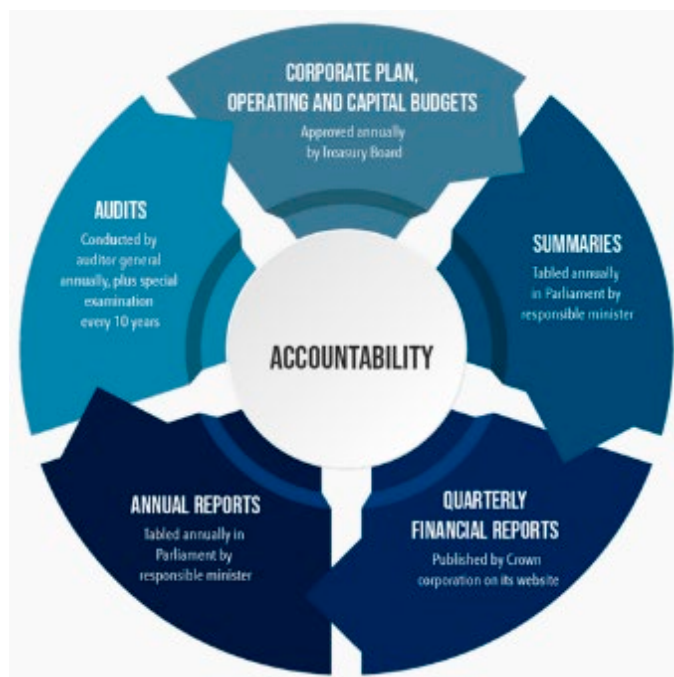 CORPORATE PLAN,
OPERATING AND CAPITAL BUDGETS
Approved annually
by Treasury Board
SUMMARIES
Tabled annually
in Parliament by
responsible minister
QUARTERLY
FINANCIAL REPORTS
Published by Crown
corporation on its website
ANNUAL REPORTS
Tabled annually in
Parliament by
responsible minister
AUDITS
Conducted by
auditor general
annually, plus special
examination
every 10 years
ACCOUNTABILITY